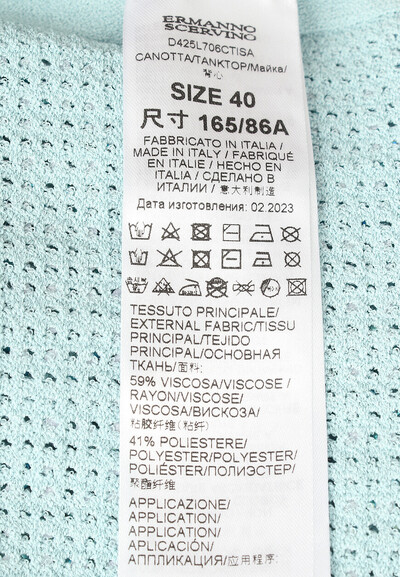 ERMANNO
SCERVINO
D425L706CTISA
CANOTTA/TANKTOP/Майка/
背心
SIZE 40
尺寸 165/86A
FABBRICATO IN ITALIA /
MADE IN ITALY / FABRIQUÉ
EN ITALIE / HECHO EN
ITALIA / СДЕЛАНО В
ИТАЛИИ / 意大利制造
Дата изготовления: 02.2023
TESSUTO PRINCIPALE/
EXTERNAL FABRIC/TISSU
PRINCIPAL/TEJIDO
PRINCIPAL/ОСНОВНАЯ
ТКАНЬ/面料:
59% VISCOSA/VISCOSE /
RAYON/VISCOSE/
VISCOSA/ВИСКОЗА/
粘胶纤维(粘纤)
41% POLIESTERE/
POLYESTER/POLYESTER/
POLIÉSTER/ПОЛИЭСТЕР/
聚酯纤维
APPLICAZIONE/
APPLICATION/
APPLICATION/
APLICACIÓN/
АППЛИКАЦИЯ/应用程序: